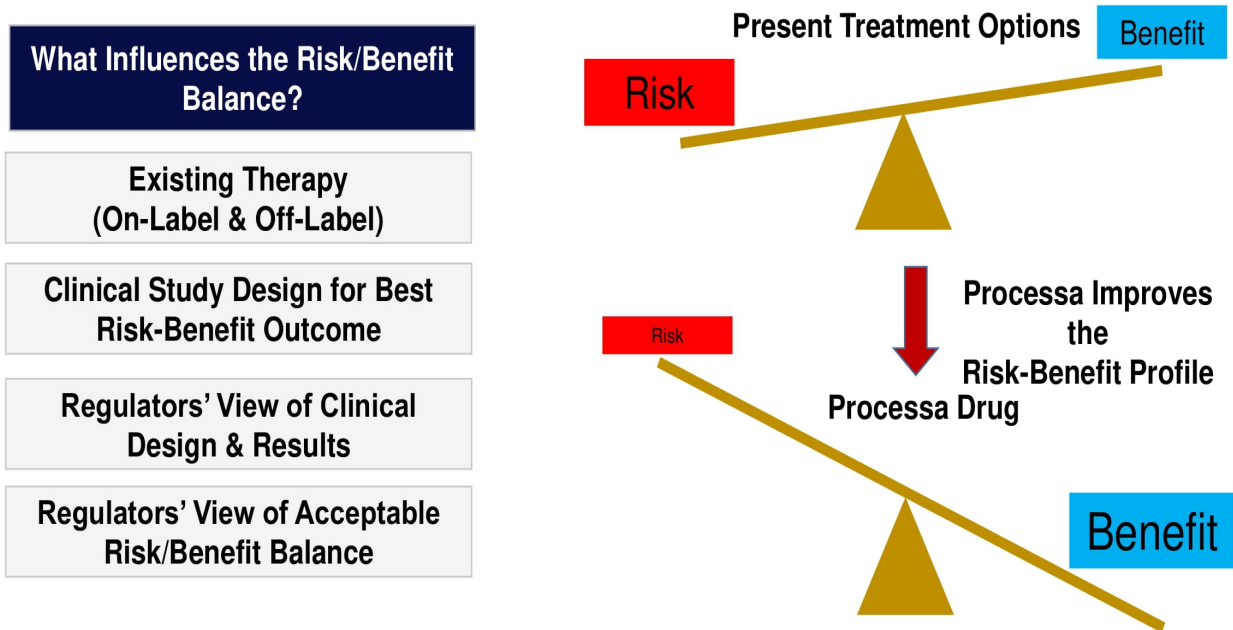 What Influences the Risk/Benefit
Balance?
Existing Therapy
(On-Label & Off-Label)
Clinical Study Design for Best
Risk-Benefit Outcome
Regulators’ View of Clinical
Design & Results
Regulators’ View of Acceptable
Risk/Benefit Balance
Present Treatment Options
Benefit
Risk
Processa Improves
the
Risk-Benefit Profile
Risk
Processa Drug
Benefit